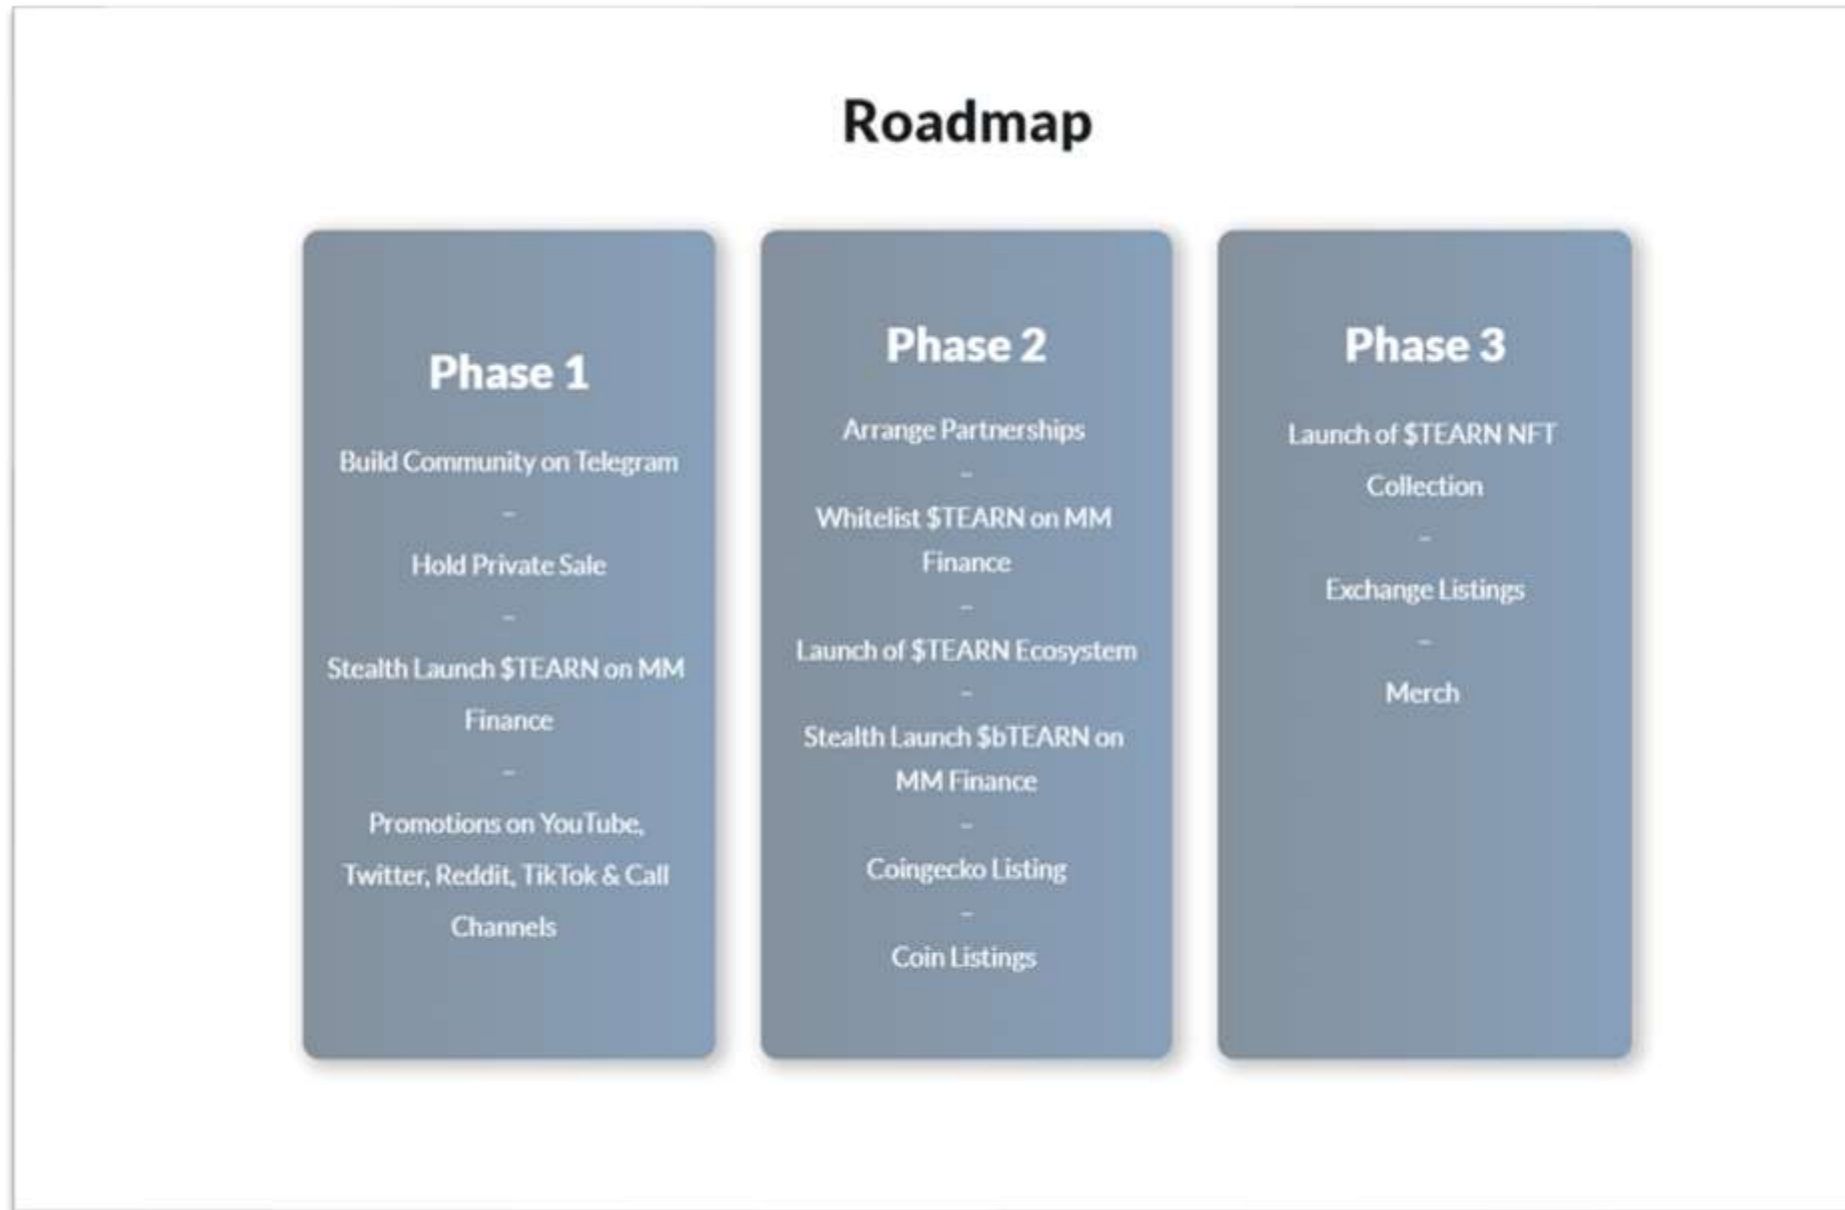 Roadmap
Phase 1
Build Community on Telegram
–
Hold Private Sale
–
Stealth Launch $TEARN on MM
Finance
–
Promotions on YouTube,
Twitter, Reddit, TikTok & Call
Channels
Phase 2
Arrange Partnerships
–
Whitelist $TEARN on MM
Finance
–
Launch of $TEARN Ecosystem
–
Stealth Launch $bTEARN on
MM Finance
–
Coingecko Listing
–
Coin Listings
Phase 3
Launch of $TEARN NFT
Collection
–
Exchange Listings
–
Merch